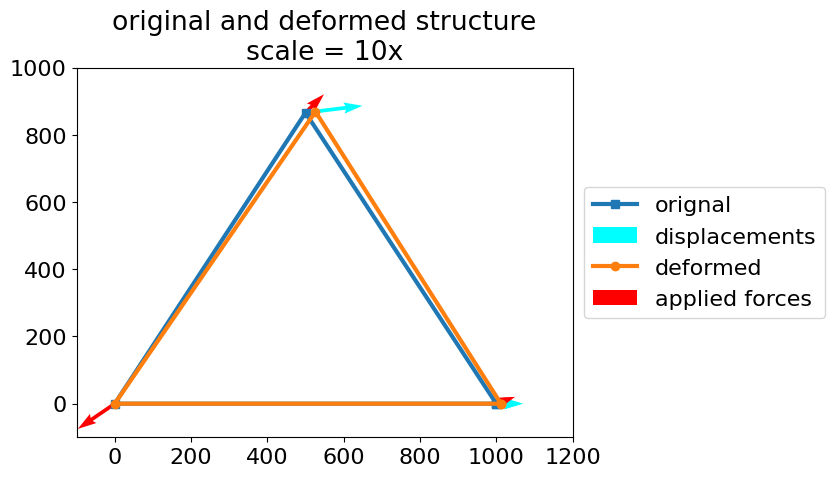 original and deformed structure
scale = 10x
1000
800
600
400
200
0
0 200 400 600 800 1000 1200
orignal
displacements
deformed
applied forces